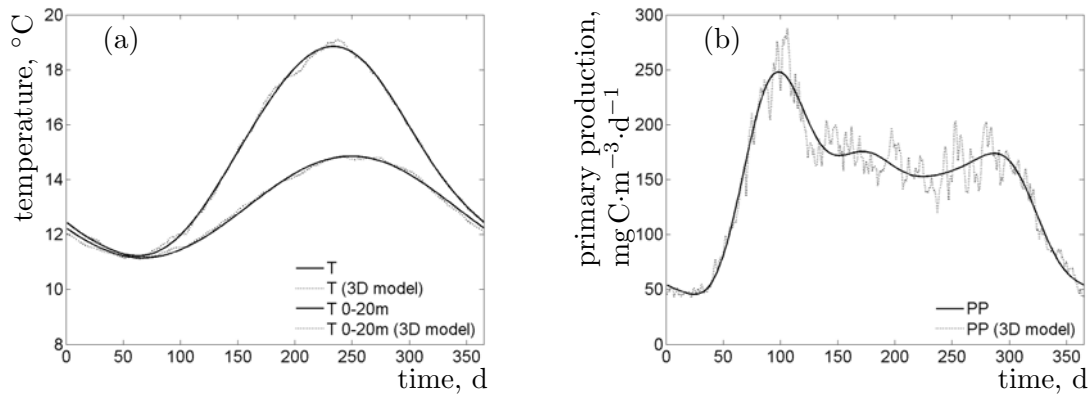 temperature, °C
20
18
16
14
12
10
8
(a)
T
T (3D model)
T 0-20m
T 0-20m (3D model)
0
50
100
150
200
250
300
350
time, d
primary production,
mg C·m⁻³·d⁻¹
300
250
200
150
100
50
0
(b)
PP
PP (3D model)
0
50
100
150
200
250
300
350
time, d